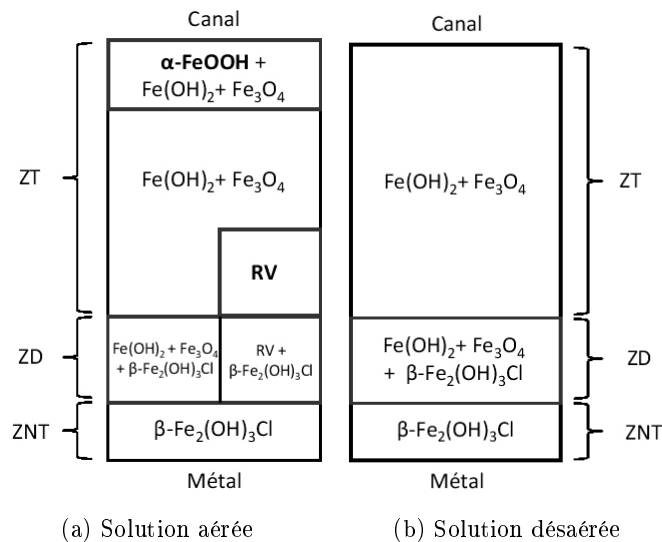 Canal
α-FeOOH +
Fe(OH)₂+ Fe₃O₄
Fe(OH)₂+ Fe₃O₄
RV
Fe(OH)₂ + Fe₃O₄
+ β-Fe₂(OH)₃Cl
RV +
β-Fe₂(OH)₃Cl
β-Fe₂(OH)₃Cl
ZT
ZD
ZNT
Métal
(a) Solution aérée
Canal
Fe(OH)₂+ Fe₃O₄
Fe(OH)₂+ Fe₃O₄
+ β-Fe₂(OH)₃Cl
β-Fe₂(OH)₃Cl
ZT
ZD
ZNT
Métal
(b) Solution désaérée